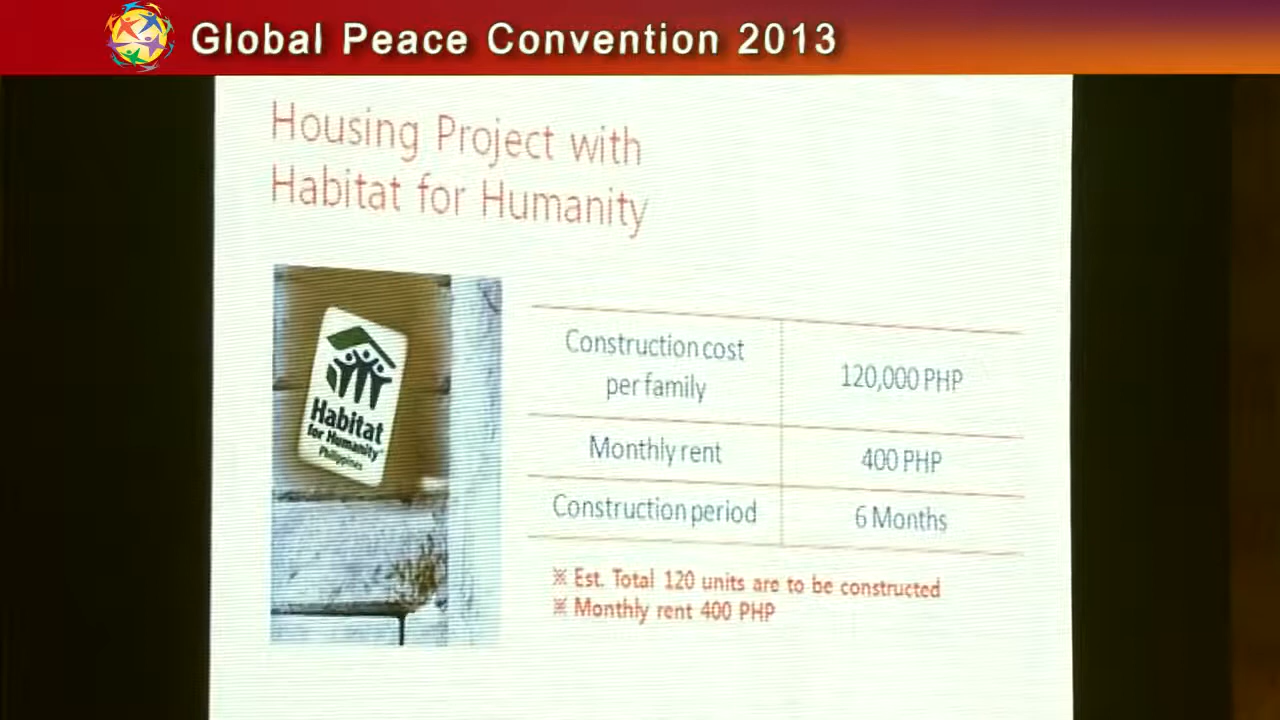 Global Peace Convention 2013
Housing Project with
Habitat for Humanity
Habitat
for Humanity
Philippines
Construction cost
per family
120,000 PHP
Monthly rent
400 PHP
Construction period
6 Months
※ Est. Total 120 units are to be constructed
※ Monthly rent 400 PHP